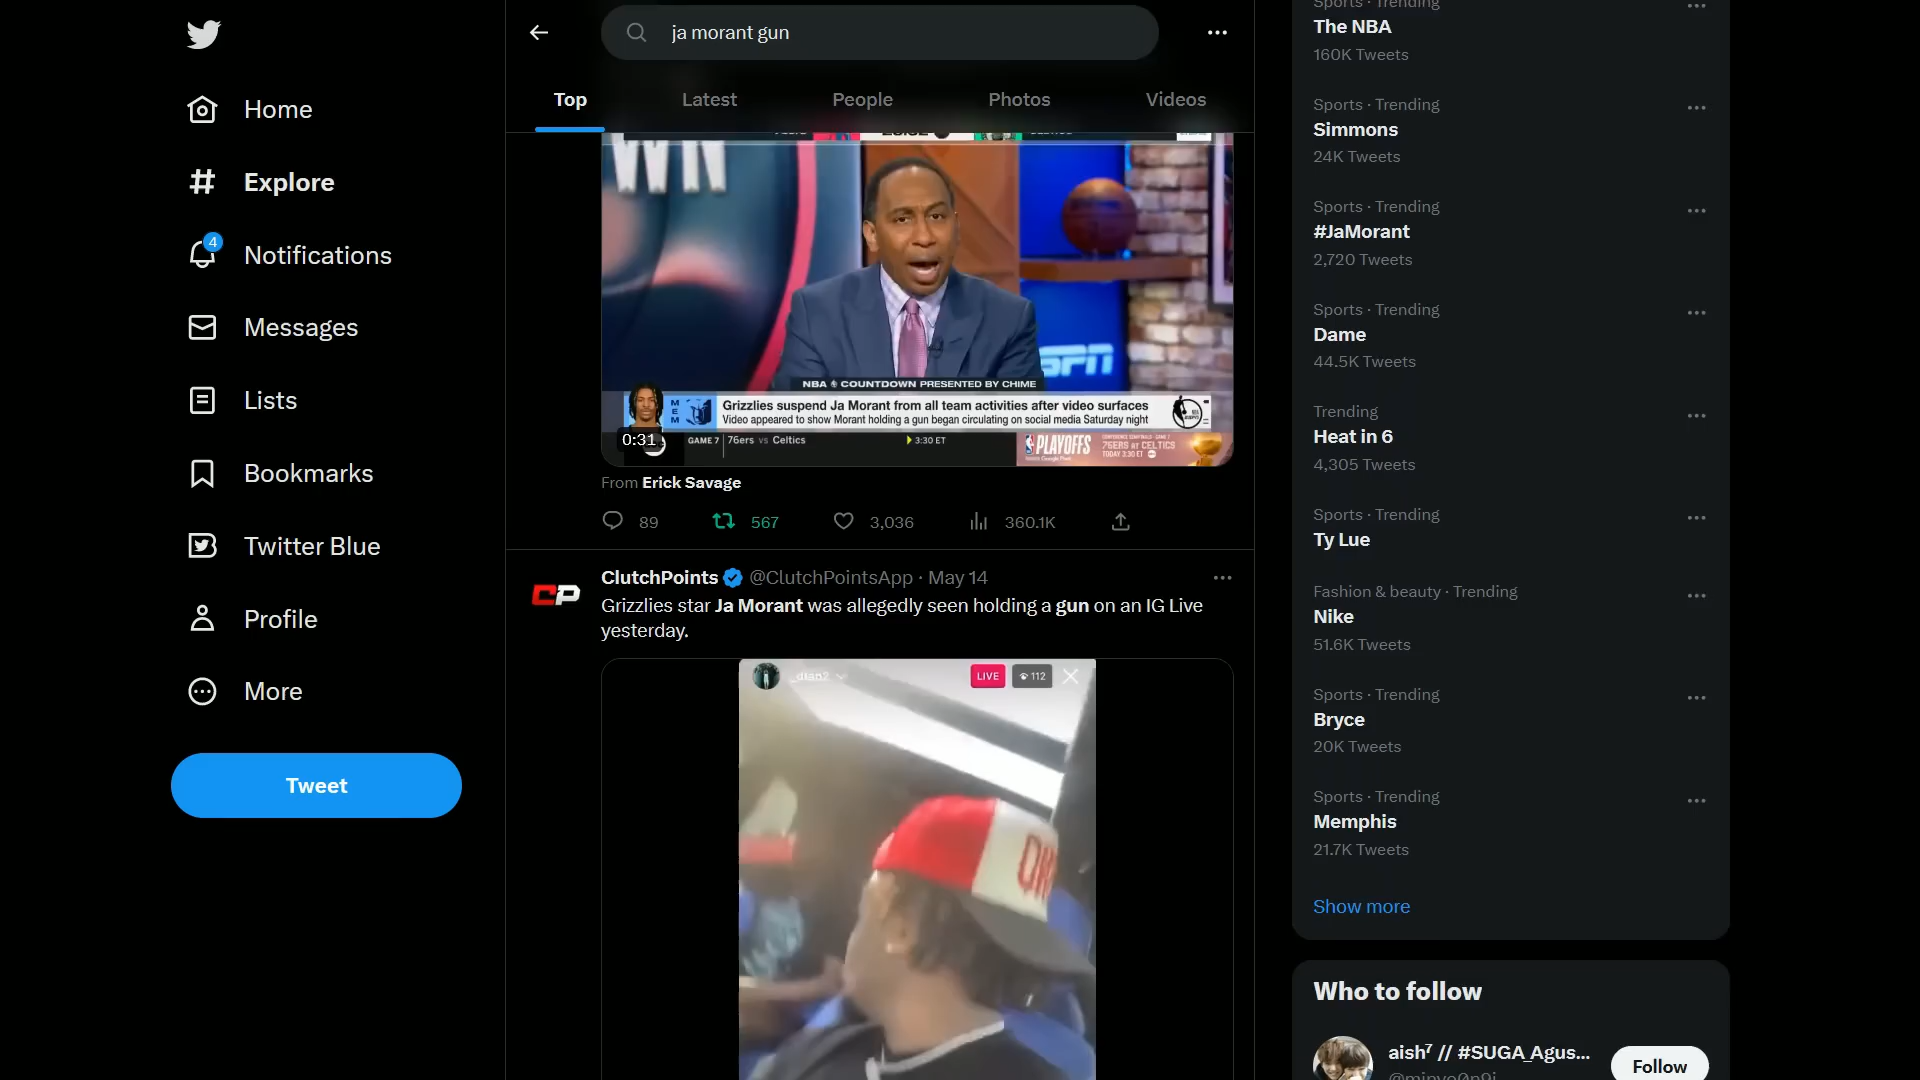 ja morant gun
Top
Latest
People
Photos
Videos
Home
Explore
4
Notifications
Messages
Lists
Bookmarks
Twitter Blue
Profile
More
Tweet
WN
ESPN
NBA COUNTDOWN PRESENTED BY CHIME
MEM
Grizzlies suspend Ja Morant from all team activities after video surfaces
Video appeared to show Morant holding a gun began circulating on social media Saturday night
0:31
GAME 7
76ers vs Celtics
3:30 ET
PLAYOFFS
76ERS AT CELTICS
TODAY 3:30 ET
From Erick Savage
89
567
3,036
360.1K
CP
ClutchPoints @ClutchPointsApp · May 14
Grizzlies star Ja Morant was allegedly seen holding a gun on an IG Live
yesterday.
LIVE
112
Sports · Trending
The NBA
160K Tweets
Sports · Trending
Simmons
24K Tweets
Sports · Trending
#JaMorant
2,720 Tweets
Sports · Trending
Dame
44.5K Tweets
Trending
Heat in 6
4,305 Tweets
Sports · Trending
Ty Lue
Fashion & beauty · Trending
Nike
51.6K Tweets
Sports · Trending
Bryce
20K Tweets
Sports · Trending
Memphis
21.7K Tweets
Show more
Who to follow
aish⁷ // #SUGA_Agus...
Follow